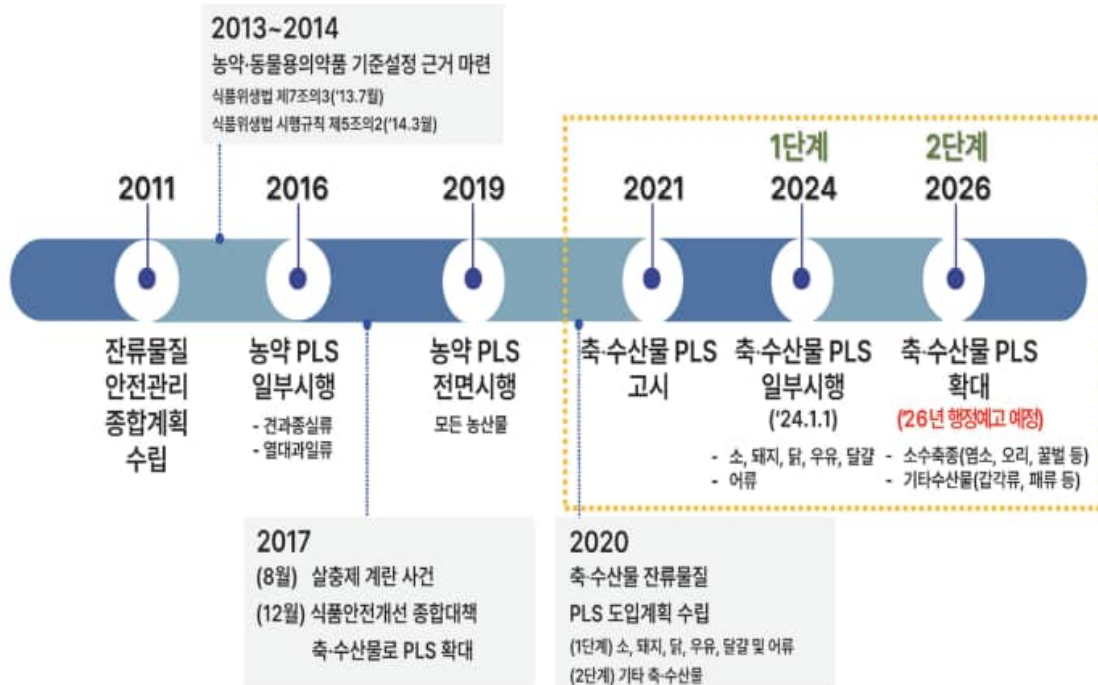 2013~2014
농약·동물용의약품 기준설정 근거 마련
식품위생법 제7조의3('13.7월)
식품위생법 시행규칙 제5조의2('14.3월)
1단계
2단계
2011
2016
2019
2021
2024
2026
잔류물질
안전관리
종합계획
수립
농약 PLS
일부시행
- 견과종실류
- 열대과일류
농약 PLS
전면시행
모든 농산물
축·수산물 PLS
고시
축·수산물 PLS
일부시행
('24.1.1)
- 소, 돼지, 닭, 우유, 달걀
- 어류
축·수산물 PLS
확대
('26년 행정예고 예정)
- 소수축종(염소, 오리, 꿀벌 등)
- 기타수산물(갑각류, 패류 등)
2017
(8월) 살충제 계란 사건
(12월) 식품안전개선 종합대책
축·수산물로 PLS 확대
2020
축·수산물 잔류물질
PLS 도입계획 수립
(1단계) 소, 돼지, 닭, 우유, 달걀 및 어류
(2단계) 기타 축·수산물